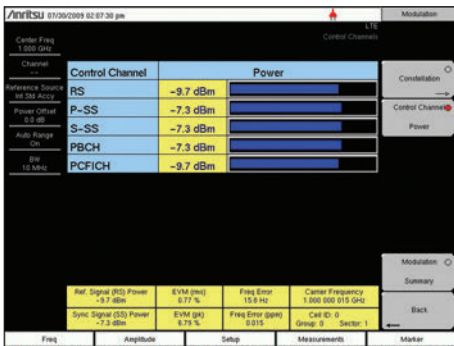 Anritsu 07/30/2009 02:07:30 pm
Modulation
LTE
Control Channels
Center Freq
1.000 GHz
Channel
--
Reference Source
Int Std Accy
Power Offset
0.0 dB
Auto Range
On
BW
10 MHz
Control Channel Power
RS -9.7 dBm
P-SS -7.3 dBm
S-SS -7.3 dBm
PBCH -7.3 dBm
PCFICH -9.7 dBm
Constellation
Control Channel
Power
Modulation
Summary
Back
Ref. Signal (RS) Power EVM (rms) Freq Error Carrier Frequency
-9.7 dBm 0.77 % 15.6 Hz 1.000 000 015 GHz
Sync Signal (SS) Power EVM (pk) Freq Error (ppm) Cell ID: 0
-7.3 dBm 6.79 % 0.015 Group: 0 Sector: 1
Freq Amplitude Setup Measurements Marker